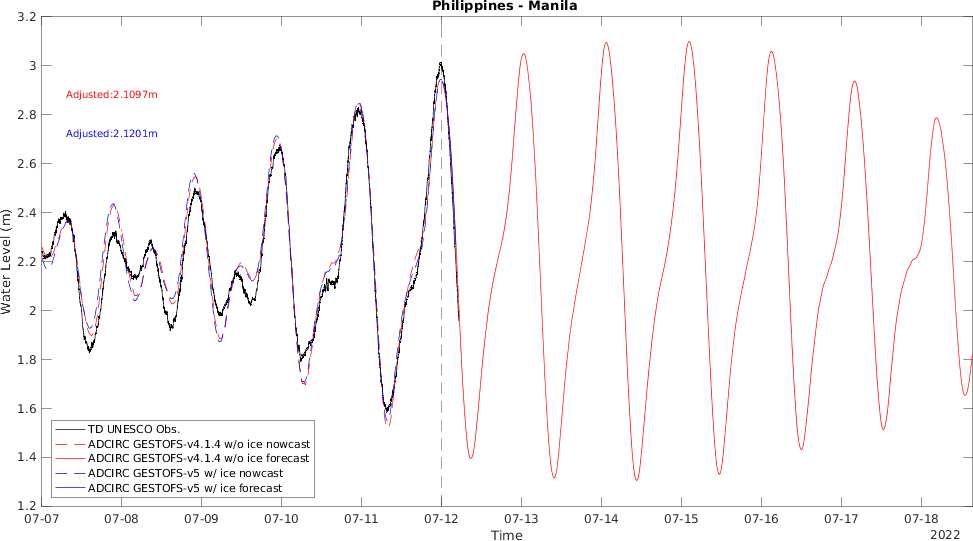 Philippines - Manila
3.2
3
2.8
2.6
2.4
2.2
2
1.8
1.6
1.4
1.2
Water Level (m)
Adjusted:2.1097m
Adjusted:2.1201m
TD UNESCO Obs.
ADCIRC GESTOFS-v4.1.4 w/o ice nowcast
ADCIRC GESTOFS-v4.1.4 w/o ice forecast
ADCIRC GESTOFS-v5 w/ ice nowcast
ADCIRC GESTOFS-v5 w/ ice forecast
07-07 07-08 07-09 07-10 07-11 07-12 07-13 07-14 07-15 07-16 07-17 07-18
Time
2022